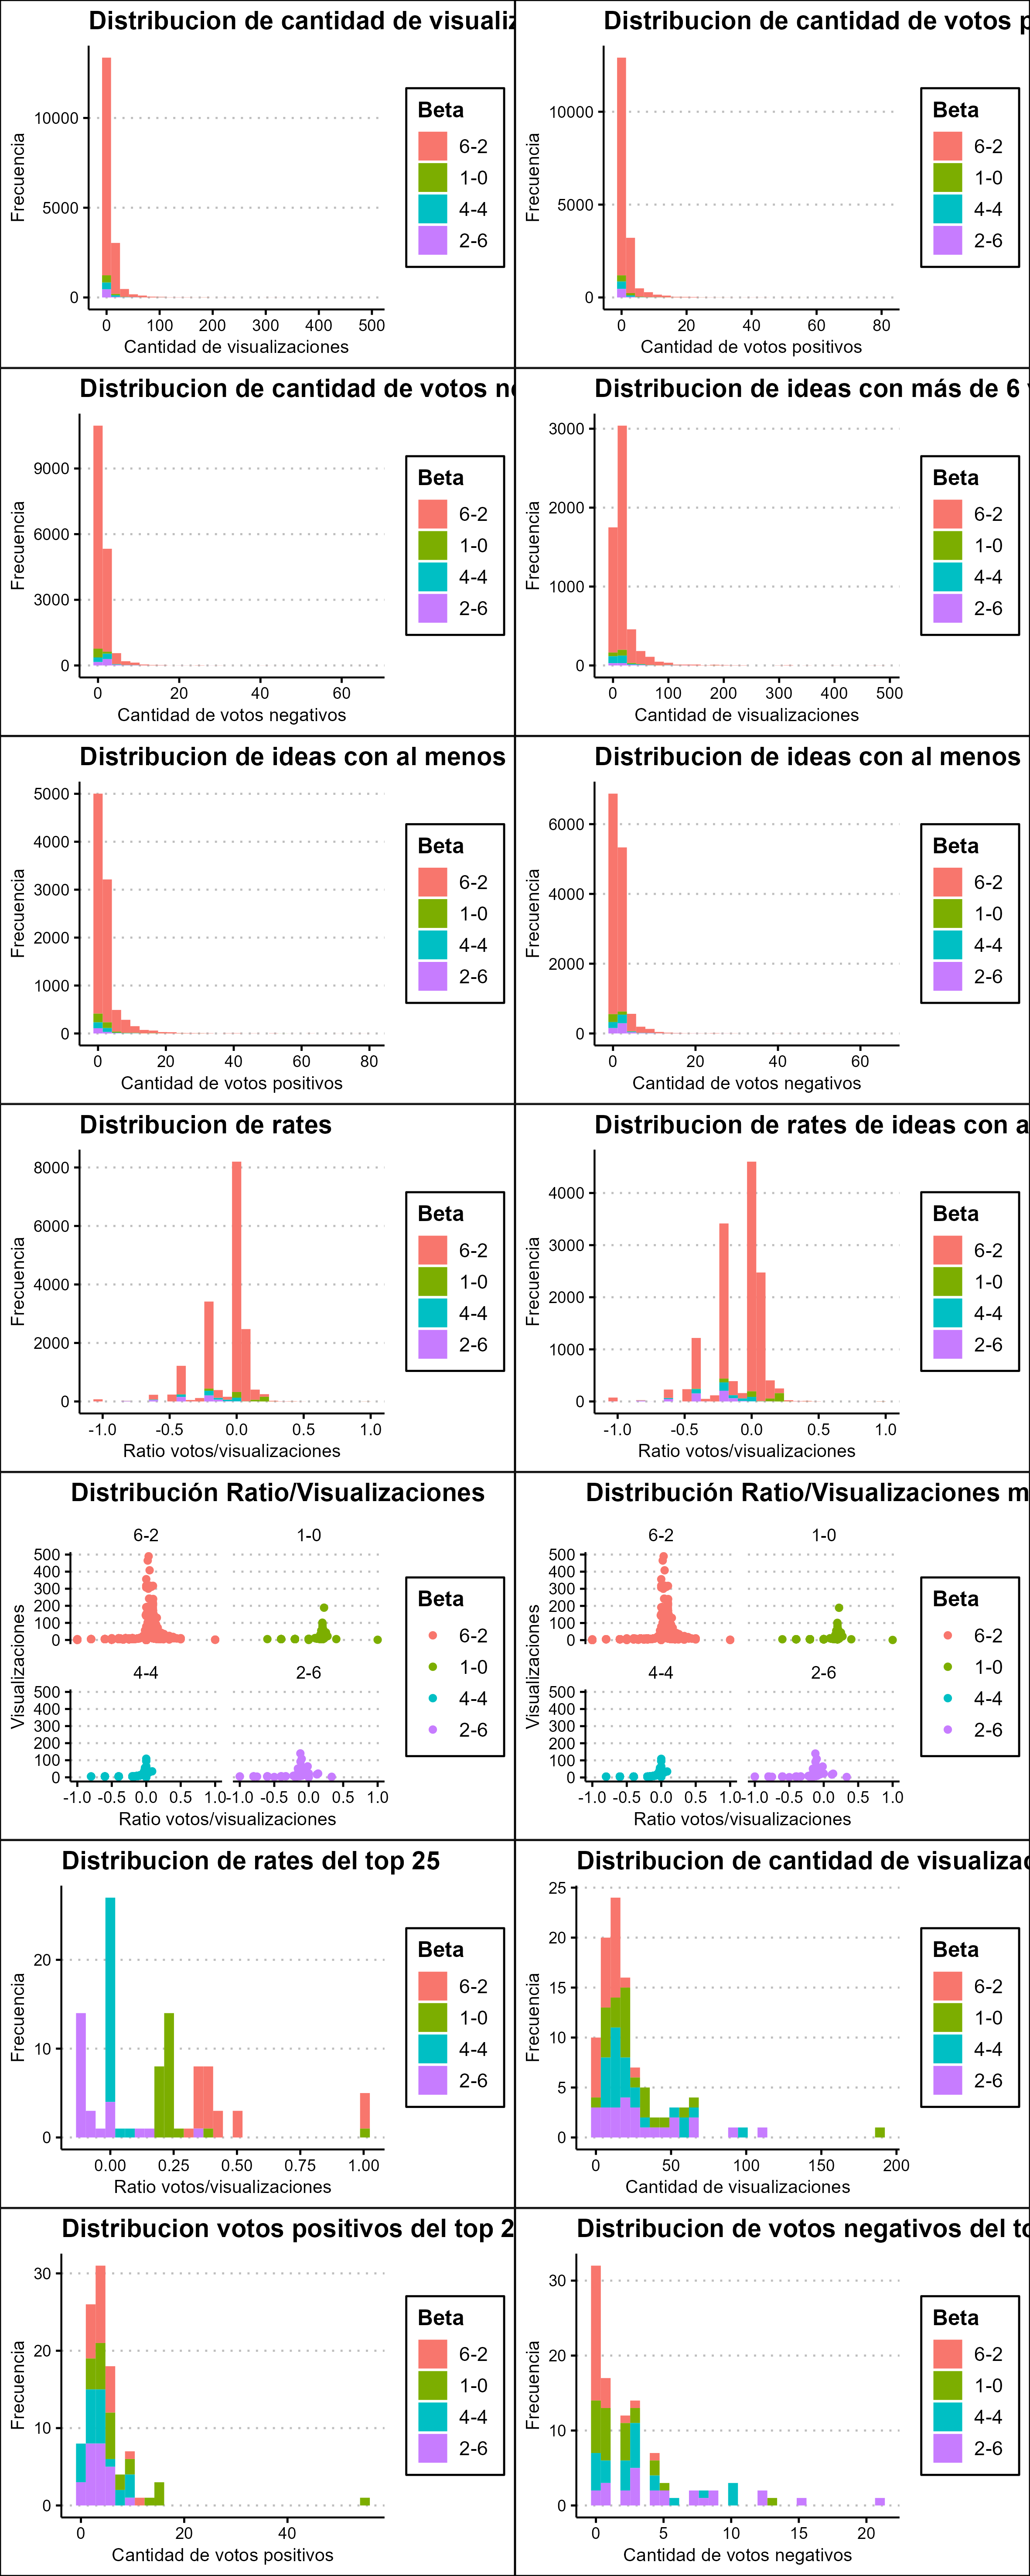 Distribucion de cantidad de visualiz
Frecuencia
10000
5000
0
0 100 200 300 400 500
Cantidad de visualizaciones
Beta
6-2
1-0
4-4
2-6
Distribucion de cantidad de votos p
Frecuencia
10000
5000
0
0 20 40 60 80
Cantidad de votos positivos
Beta
6-2
1-0
4-4
2-6
Distribucion de cantidad de votos ne
Frecuencia
9000
6000
3000
0
0 20 40 60
Cantidad de votos negativos
Beta
6-2
1-0
4-4
2-6
Distribucion de ideas con más de 6 v
Frecuencia
3000
2000
1000
0
0 100 200 300 400 500
Cantidad de visualizaciones
Beta
6-2
1-0
4-4
2-6
Distribucion de ideas con al menos
Frecuencia
5000
4000
3000
2000
1000
0
0 20 40 60 80
Cantidad de votos positivos
Beta
6-2
1-0
4-4
2-6
Distribucion de ideas con al menos
Frecuencia
6000
4000
2000
0
0 20 40 60
Cantidad de votos negativos
Beta
6-2
1-0
4-4
2-6
Distribucion de rates
Frecuencia
8000
6000
4000
2000
0
-1.0 -0.5 0.0 0.5 1.0
Ratio votos/visualizaciones
Beta
6-2
1-0
4-4
2-6
Distribucion de rates de ideas con a
Frecuencia
4000
3000
2000
1000
0
-1.0 -0.5 0.0 0.5 1.0
Ratio votos/visualizaciones
Beta
6-2
1-0
4-4
2-6
Distribución Ratio/Visualizaciones
6-2 1-0
500
400
300
200
100
0
4-4 2-6
500
400
300
200
100
0
Visualizaciones
-1.0 -0.5 0.0 0.5 1.0 -1.0 -0.5 0.0 0.5 1.0
Ratio votos/visualizaciones
Beta
6-2
1-0
4-4
2-6
Distribución Ratio/Visualizaciones m
6-2 1-0
500
400
300
200
100
0
4-4 2-6
500
400
300
200
100
0
Visualizaciones
-1.0 -0.5 0.0 0.5 1.0 -1.0 -0.5 0.0 0.5 1.0
Ratio votos/visualizaciones
Beta
6-2
1-0
4-4
2-6
Distribucion de rates del top 25
Frecuencia
20
10
0
0.00 0.25 0.50 0.75 1.00
Ratio votos/visualizaciones
Beta
6-2
1-0
4-4
2-6
Distribucion de cantidad de visualizac
Frecuencia
25
20
15
10
5
0
0 50 100 150 200
Cantidad de visualizaciones
Beta
6-2
1-0
4-4
2-6
Distribucion votos positivos del top 2
Frecuencia
30
20
10
0
0 20 40
Cantidad de votos positivos
Beta
6-2
1-0
4-4
2-6
Distribucion de votos negativos del to
Frecuencia
30
20
10
0
0 5 10 15 20
Cantidad de votos negativos
Beta
6-2
1-0
4-4
2-6